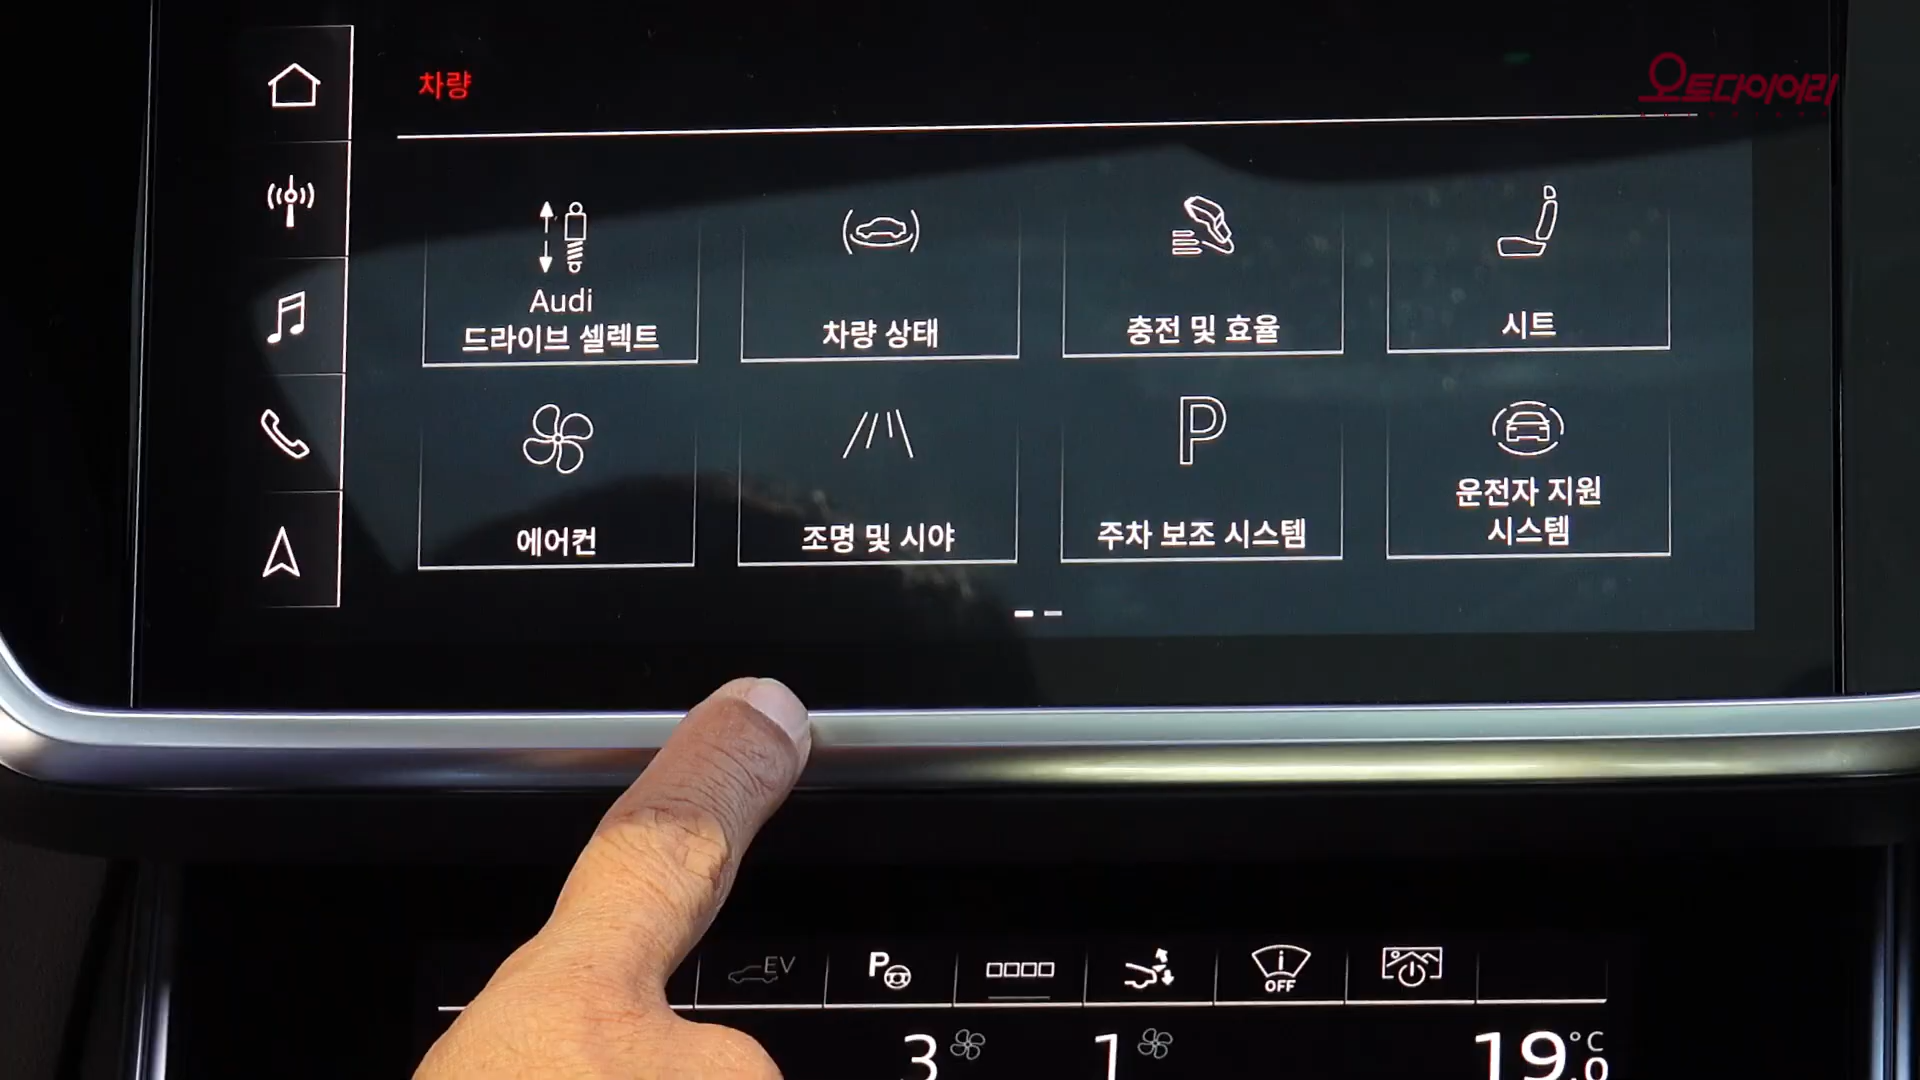 차량
오토다이어리
Audi
드라이브 셀렉트
차량 상태
충전 및 효율
시트
에어컨
조명 및 시야
P
주차 보조 시스템
운전자 지원
시스템
EV
P
i
OFF
3
1
19.0
°C